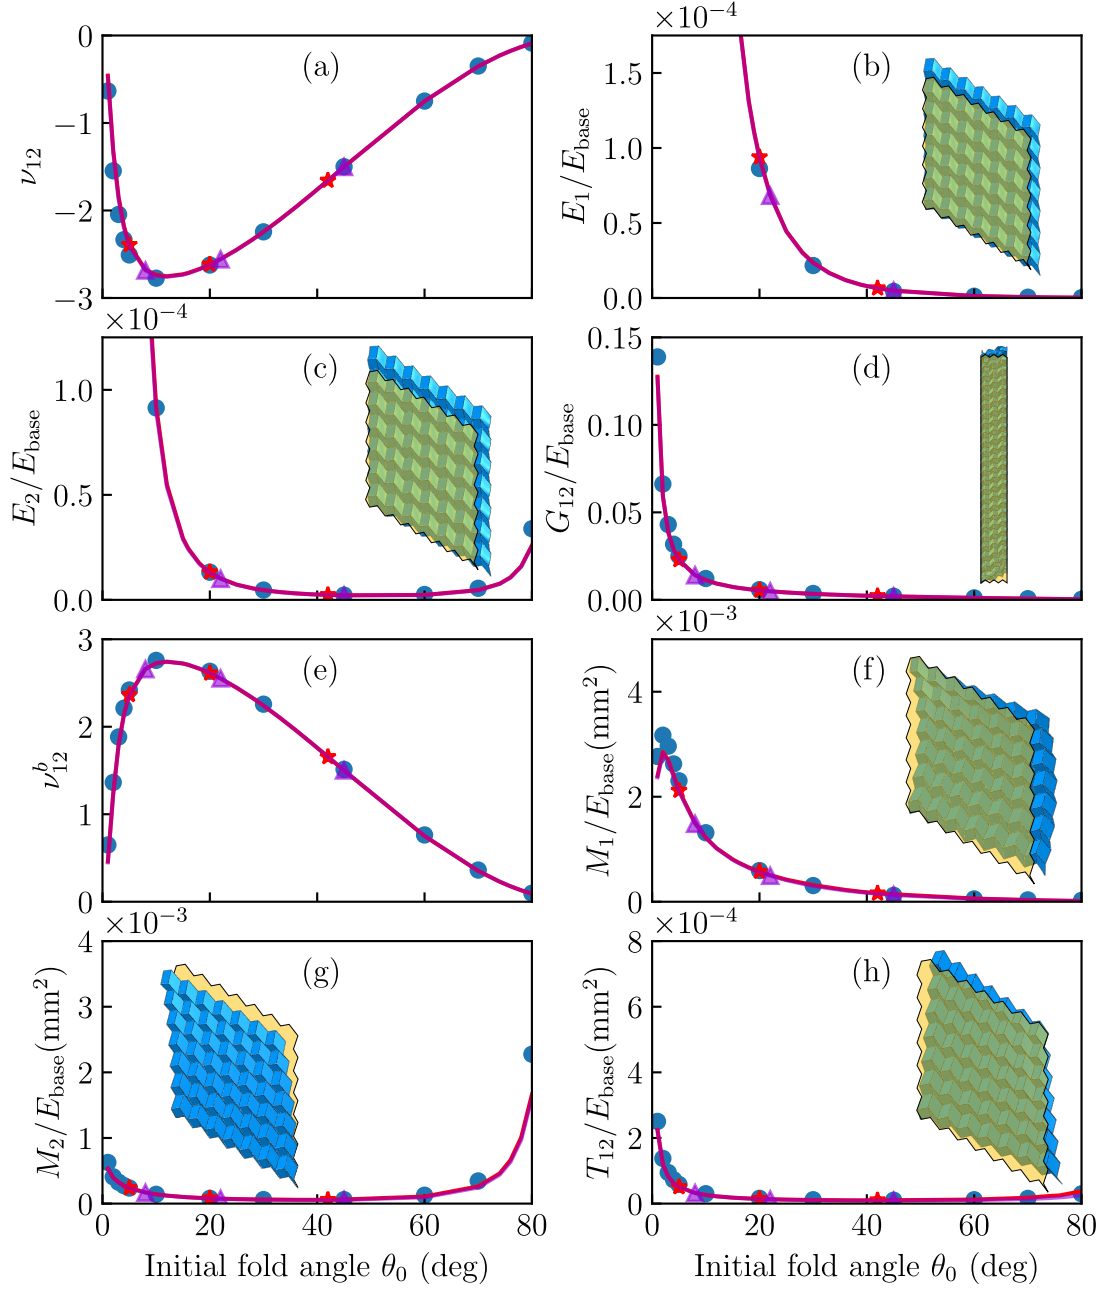 (a)
ν12
0
−1
−2
−3
(b)
×10−4
E1/Ebase
1.5
1.0
0.5
0.0
(c)
×10−4
E2/Ebase
1.0
0.5
0.0
(d)
G12/Ebase
0.15
0.10
0.05
0.00
(e)
νb12
3
2
1
0
(f)
×10−3
M1/Ebase(mm2)
4
2
0
(g)
×10−3
M2/Ebase(mm2)
4
3
2
1
0
0 20 40 60 80
Initial fold angle θ0 (deg)
(h)
×10−4
T12/Ebase(mm2)
8
6
4
2
0
0 20 40 60 80
Initial fold angle θ0 (deg)